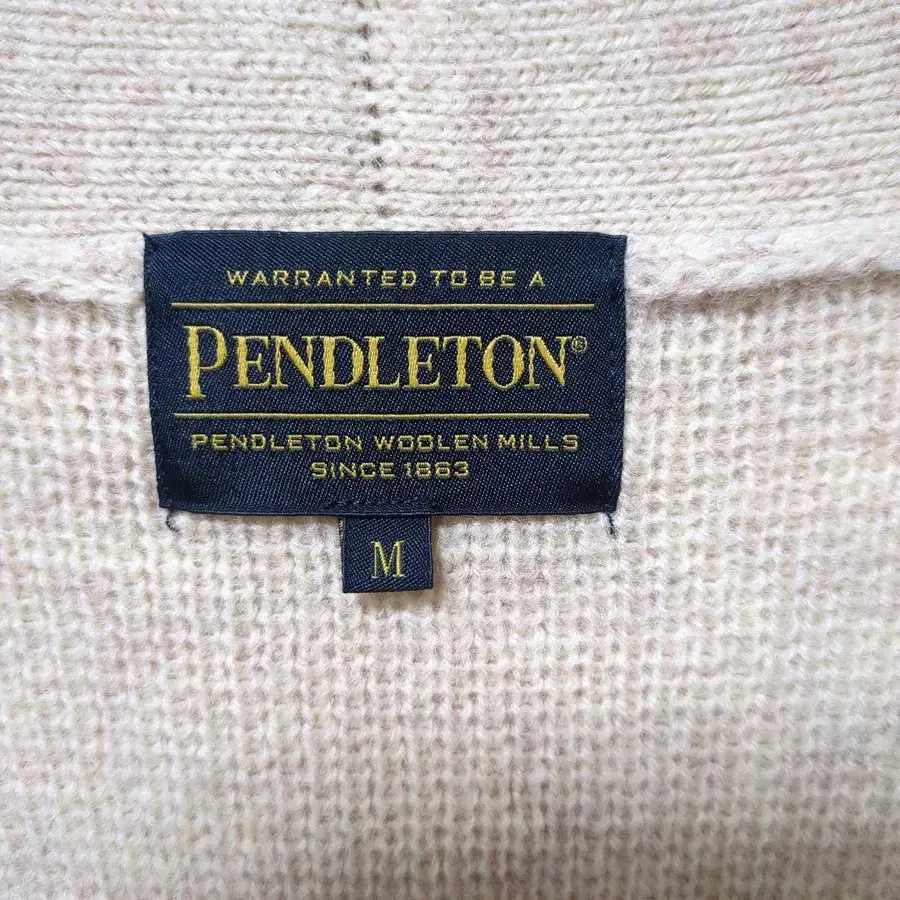 WARRANTED TO BE A
PENDLETON®
PENDLETON WOOLEN MILLS
SINCE 1863
M